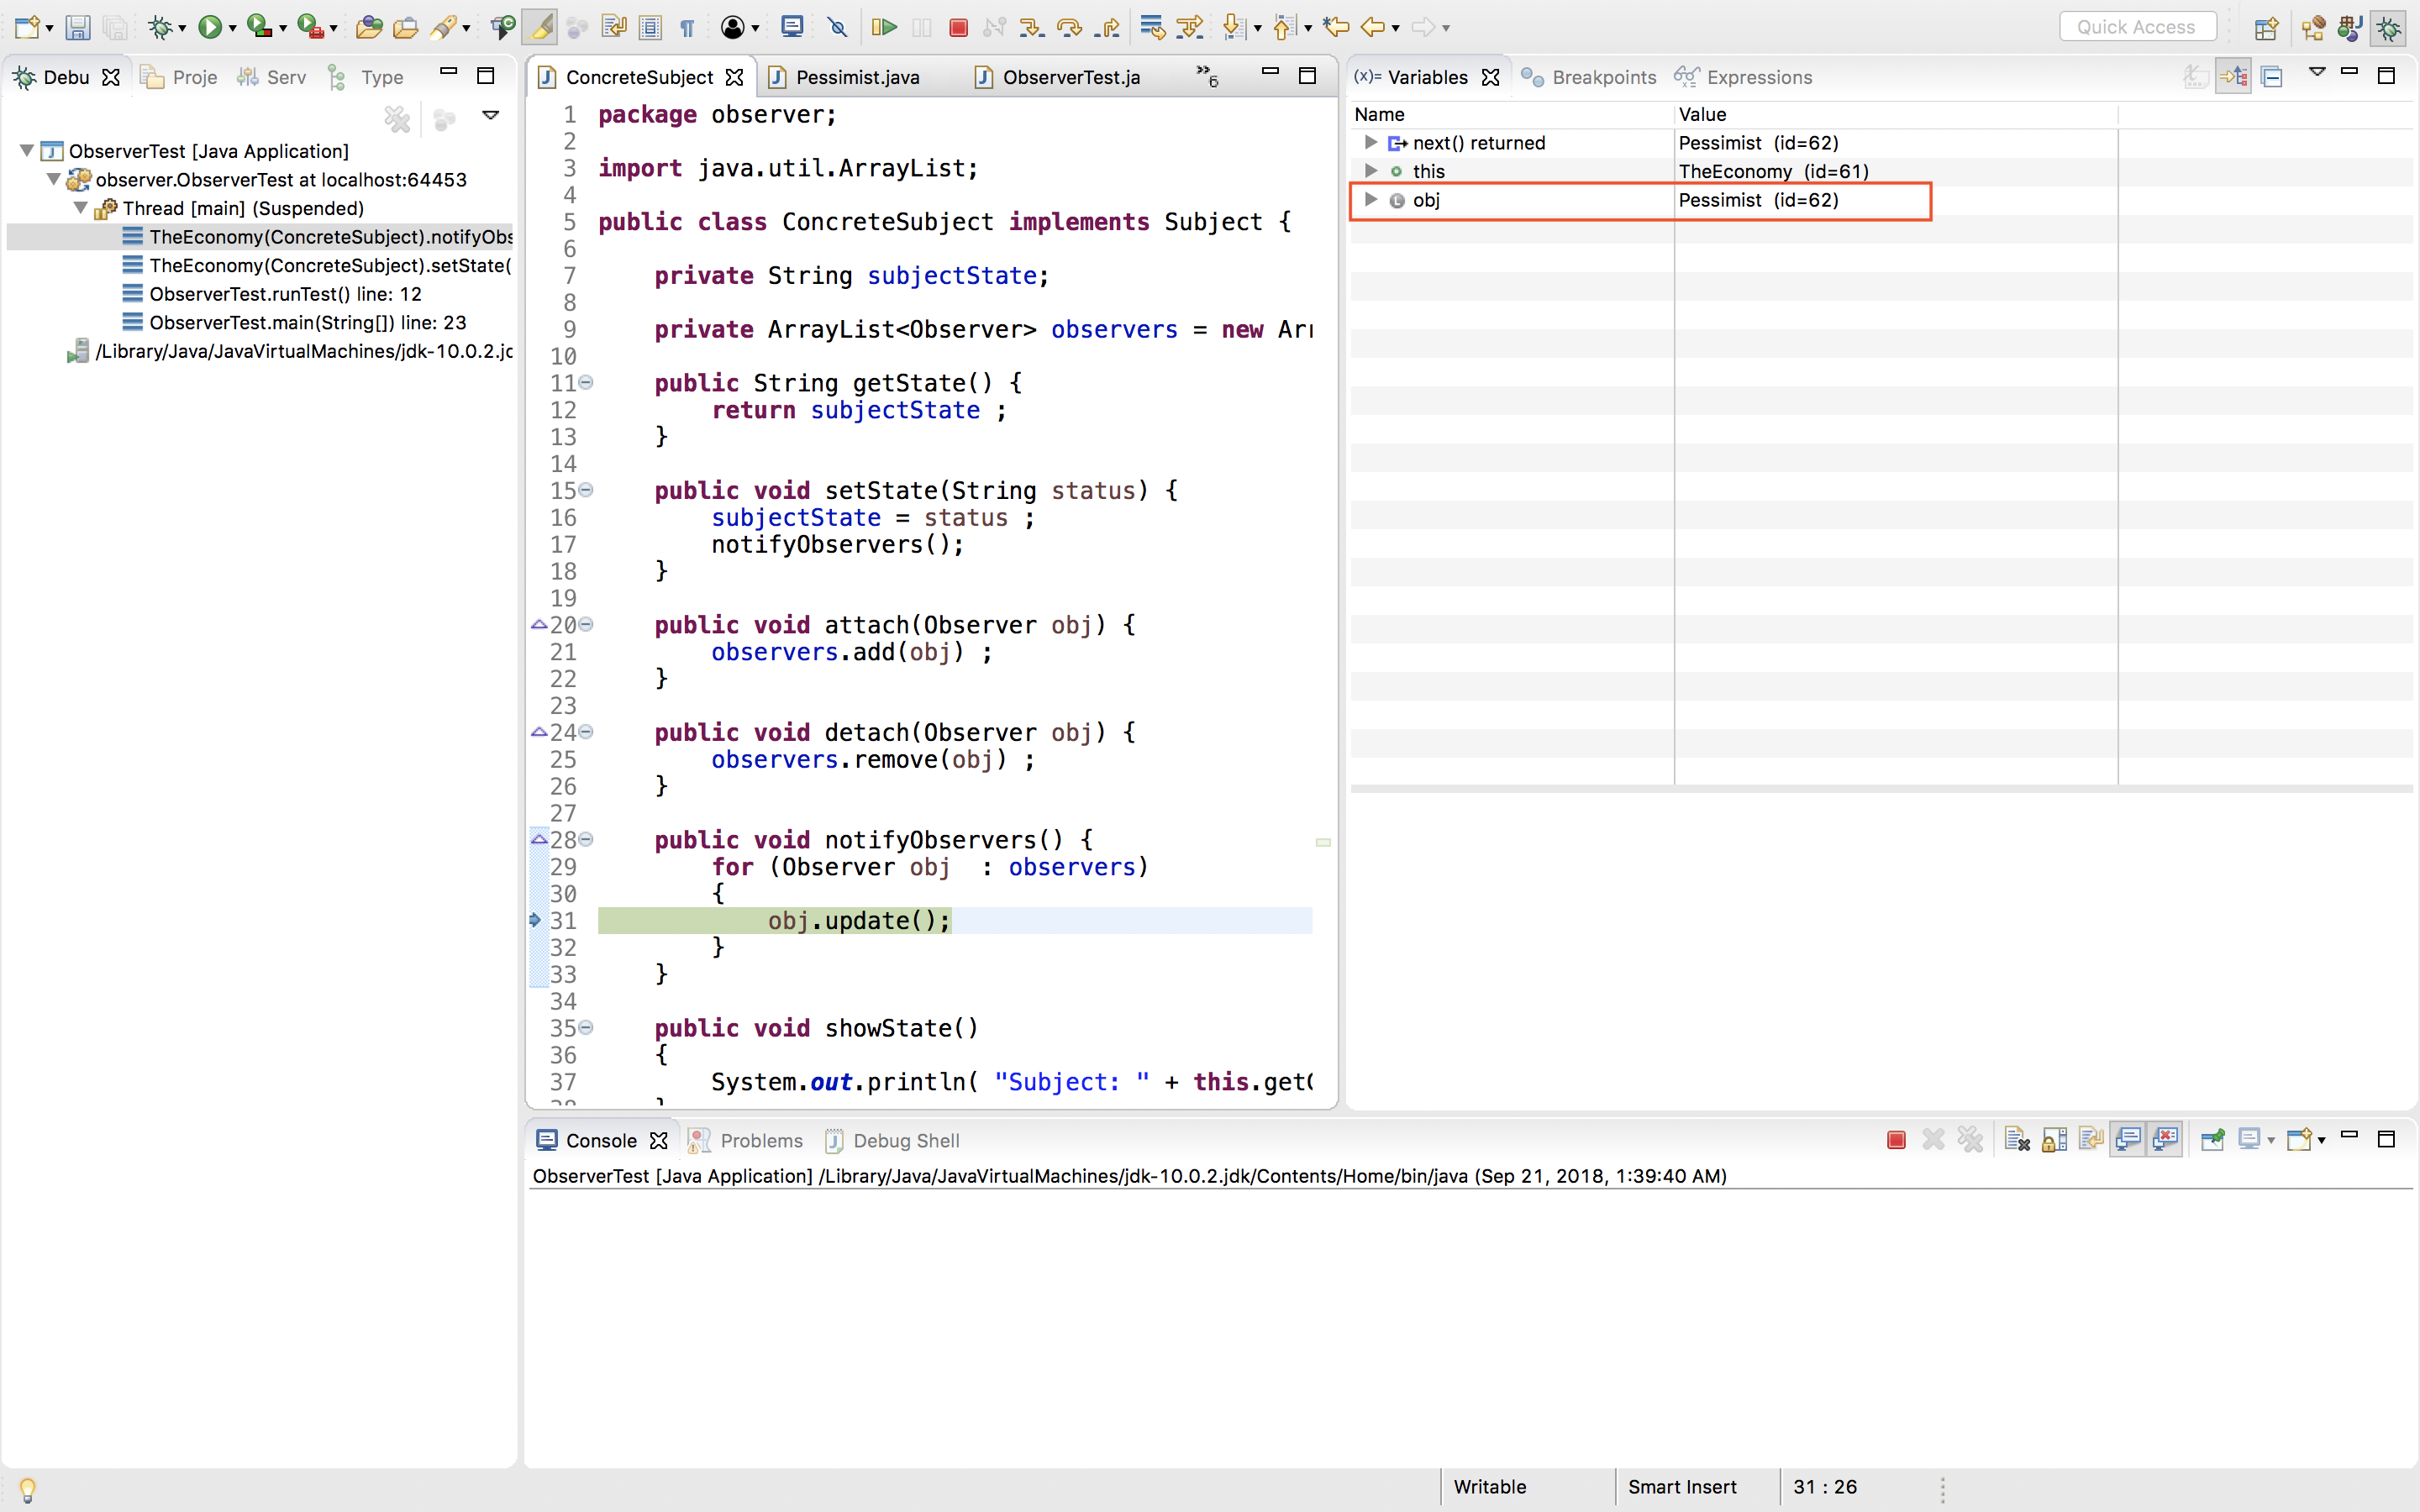 Quick Access
Debu Proje Serv Type
ObserverTest [Java Application]
observer.ObserverTest at localhost:64453
Thread [main] (Suspended)
TheEconomy(ConcreteSubject).notifyObs
TheEconomy(ConcreteSubject).setState(
ObserverTest.runTest() line: 12
ObserverTest.main(String[]) line: 23
/Library/Java/JavaVirtualMachines/jdk-10.0.2.jd
ConcreteSubject Pessimist.java ObserverTest.ja »6
1 package observer;
2
3 import java.util.ArrayList;
4
5 public class ConcreteSubject implements Subject {
6
7 private String subjectState;
8
9 private ArrayList<Observer> observers = new Arr
10
11 public String getState() {
12 return subjectState ;
13 }
14
15 public void setState(String status) {
16 subjectState = status ;
17 notifyObservers();
18 }
19
20 public void attach(Observer obj) {
21 observers.add(obj) ;
22 }
23
24 public void detach(Observer obj) {
25 observers.remove(obj) ;
26 }
27
28 public void notifyObservers() {
29 for (Observer obj  : observers)
30 {
31 obj.update();
32 }
33 }
34
35 public void showState()
36 {
37 System.out.println( "Subject: " + this.getC
38 }
(x)= Variables Breakpoints Expressions
Name Value
next() returned Pessimist (id=62)
this TheEconomy (id=61)
obj Pessimist (id=62)
Console Problems Debug Shell
ObserverTest [Java Application] /Library/Java/JavaVirtualMachines/jdk-10.0.2.jdk/Contents/Home/bin/java (Sep 21, 2018, 1:39:40 AM)
Writable Smart Insert 31 : 26